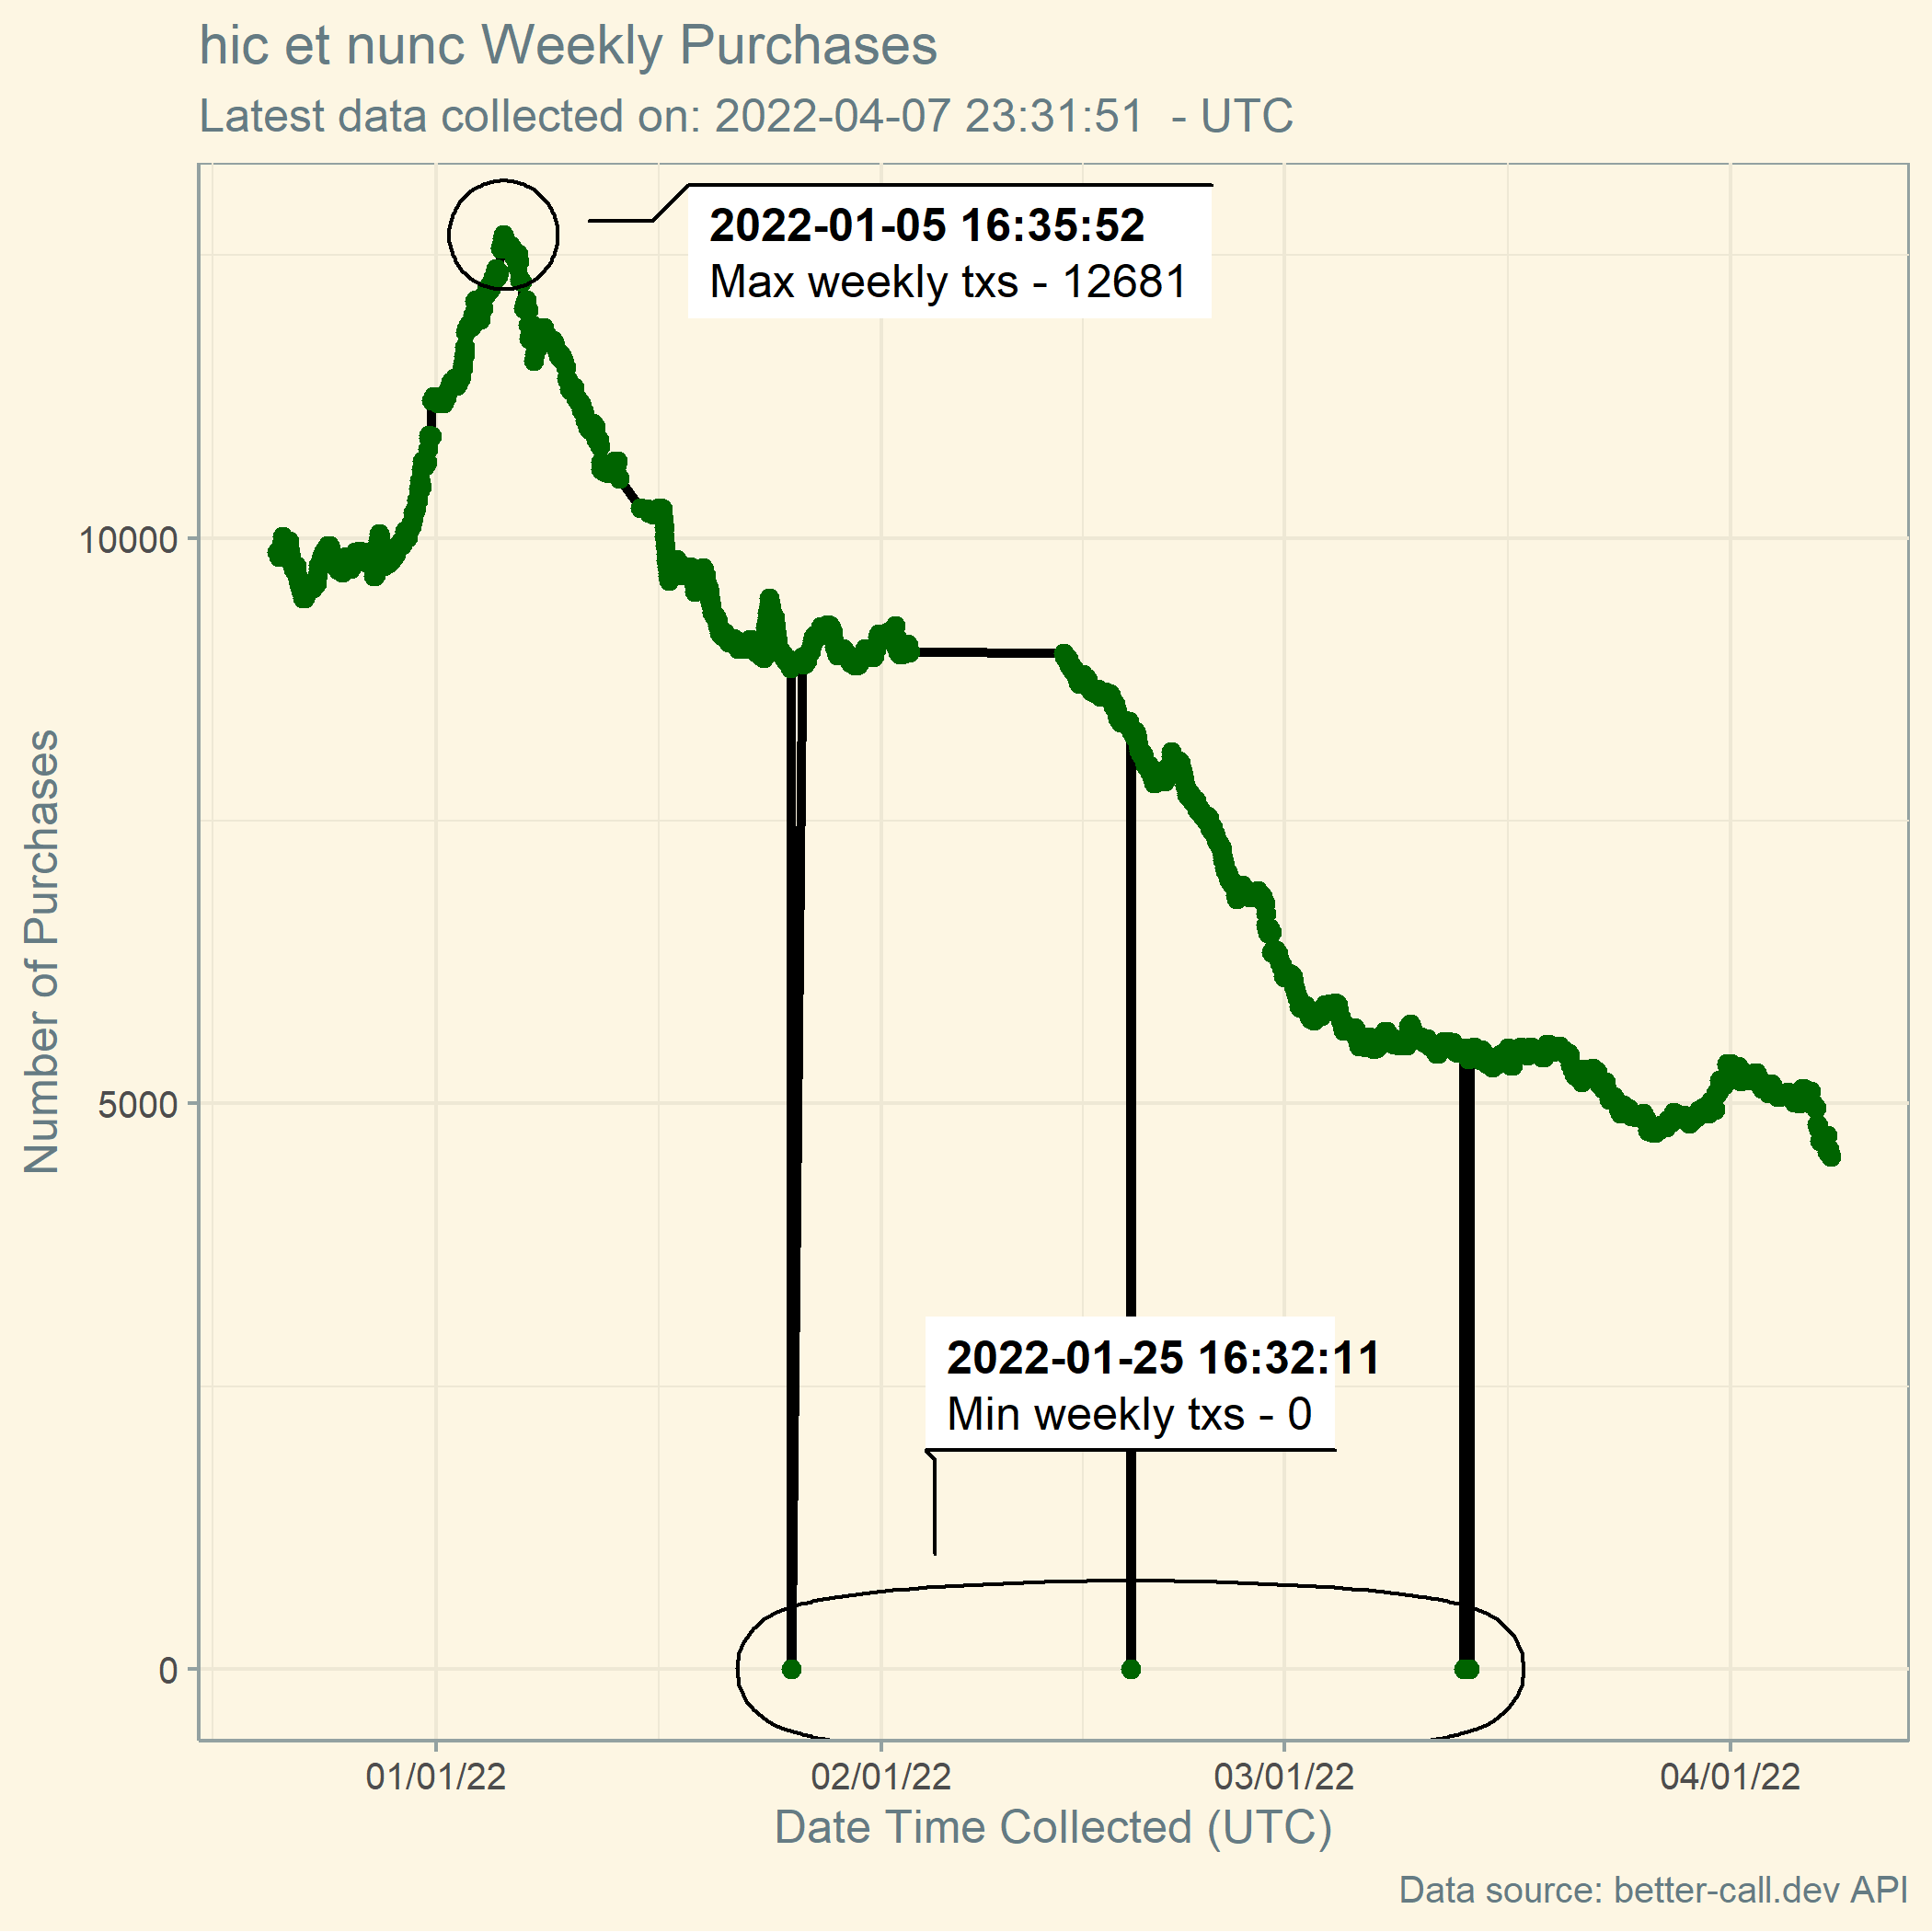 hic et nunc Weekly Purchases
Latest data collected on: 2022-04-07 23:31:51  - UTC
2022-01-05 16:35:52
Max weekly txs - 12681
10000
Number of Purchases
5000
2022-01-25 16:32:11
Min weekly txs - 0
0
01/01/22
02/01/22
03/01/22
04/01/22
Date Time Collected (UTC)
Data source: better-call.dev API